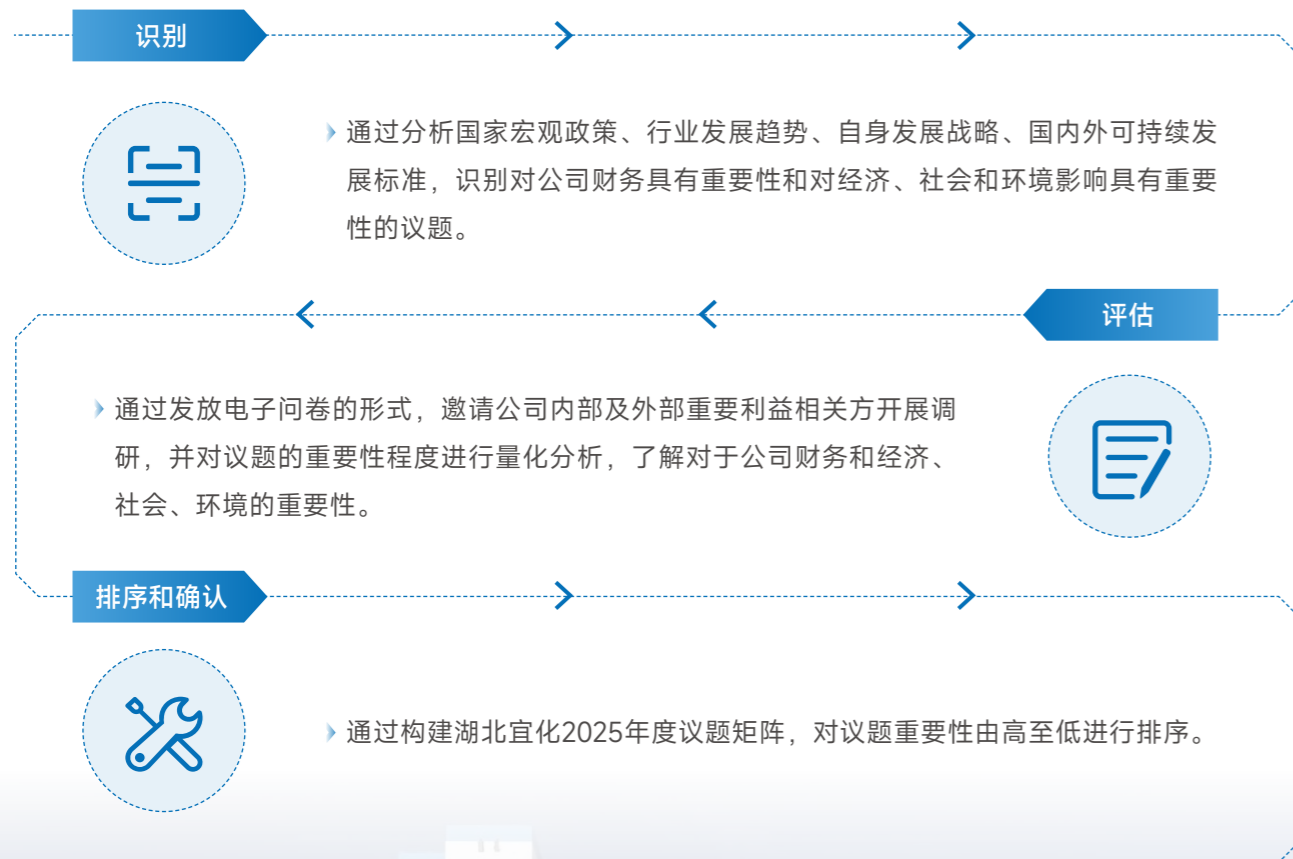 识别
通过分析国家宏观政策、行业发展趋势、自身发展战略、国内外可持续发
展标准，识别对公司财务具有重要性和对经济、社会和环境影响具有重要
性的议题。
评估
通过发放电子问卷的形式，邀请公司内部及外部重要利益相关方开展调
研，并对议题的重要性程度进行量化分析，了解对于公司财务和经济、
社会、环境的重要性。
排序和确认
通过构建湖北宜化2025年度议题矩阵，对议题重要性由高至低进行排序。